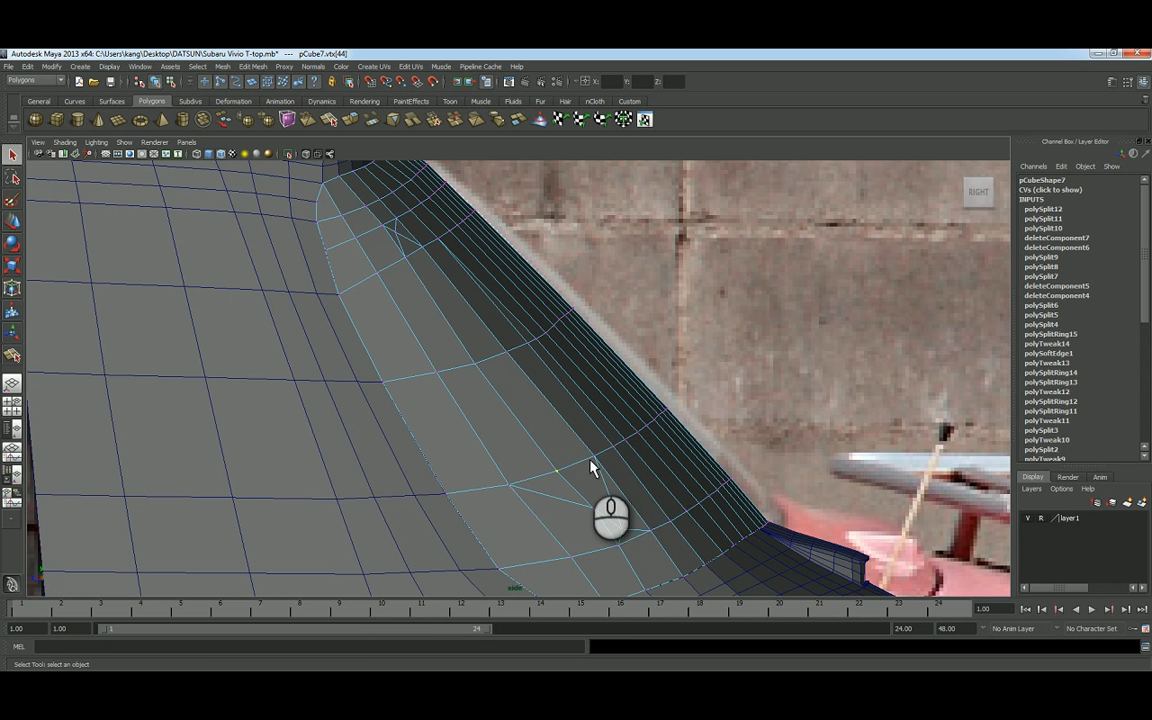 Autodesk Maya 2013 x64: C:\Users\kang\Desktop\DATSUN\Subaru Vivio T-top.mb* --- pCube7.vtx[44]
File Edit Modify Create Display Window Assets Select Mesh Edit Mesh Proxy Normals Color Create UVs Edit UVs Muscle Pipeline Cache Help
Polygons X: Y: Z:
General Curves Surfaces Polygons Subdivs Deformation Animation Dynamics Rendering PaintEffects Toon Muscle Fluids Fur Hair nCloth Custom
View Shading Lighting Show Renderer Panels
Channel Box / Layer Editor
Channels Edit Object Show
pCubeShape7
CVs (click to show)
INPUTS
polySplit12
polySplit11
polySplit10
deleteComponent7
deleteComponent6
polySplit9
polySplit8
polySplit7
deleteComponent5
deleteComponent4
polySplit6
polySplit5
polySplit4
polySplitRing15
polyTweak14
polySoftEdge1
polyTweak13
polySplitRing14
polySplitRing13
polyTweak12
polySplitRing12
polySplitRing11
polyTweak11
polySplit3
polyTweak10
polySplit2
polyTweak9
RIGHT
side
Display Render Anim
Layers Options Help
V R layer1
1 2 3 4 5 6 7 8 9 10 11 12 13 14 15 16 17 18 19 20 21 22 23 24 1.00
1.00 1.00 1 24 24.00 48.00 No Anim Layer No Character Set
MEL
Select Tool: select an object